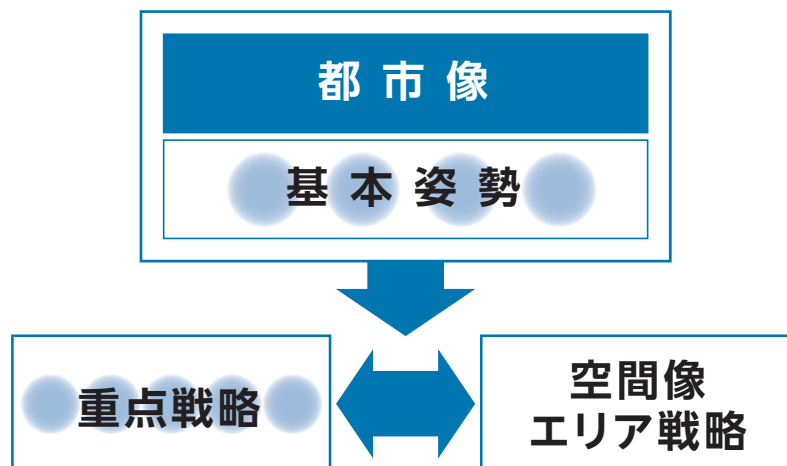 都市像
基本姿勢
重点戦略
空間像
エリア戦略